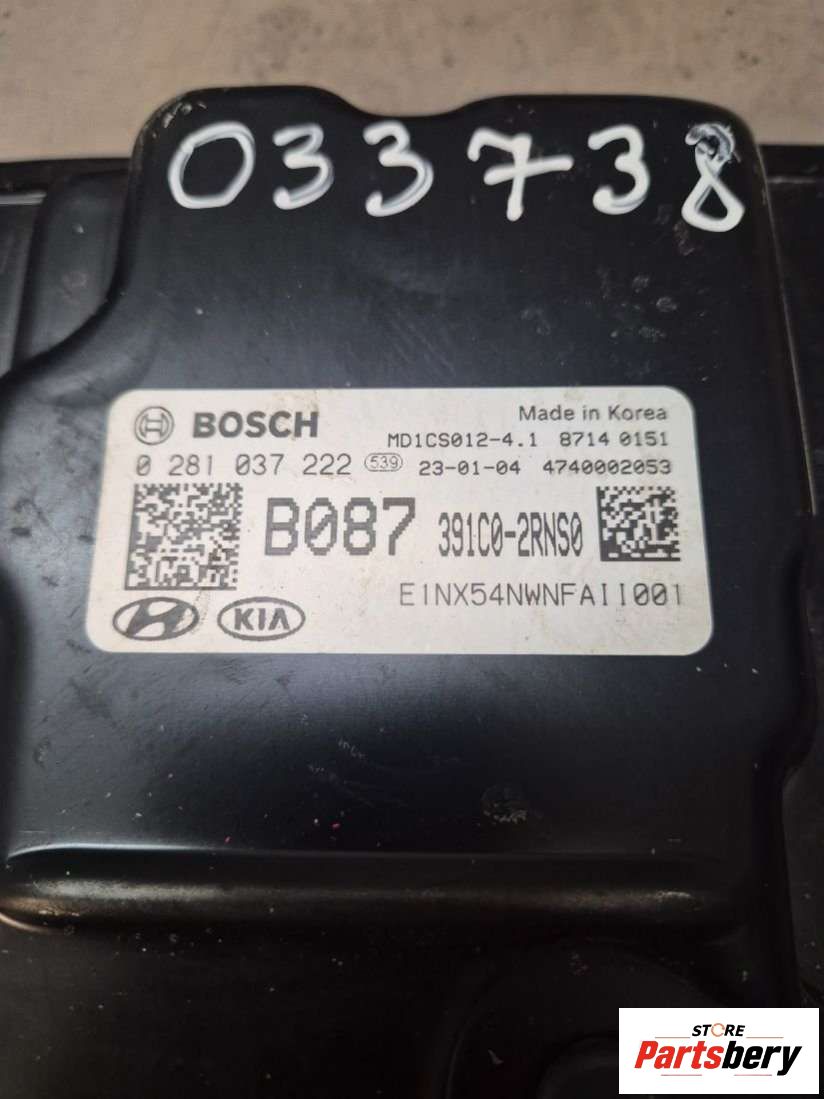 033738
BOSCH
Made in Korea
MD1CS012-4.1 8714 0151
0 281 037 222 539 23-01-04 4740002053
B087 391C0-2RNS0
E1NX54NWNFAII001
KIA
STORE
Partsbery